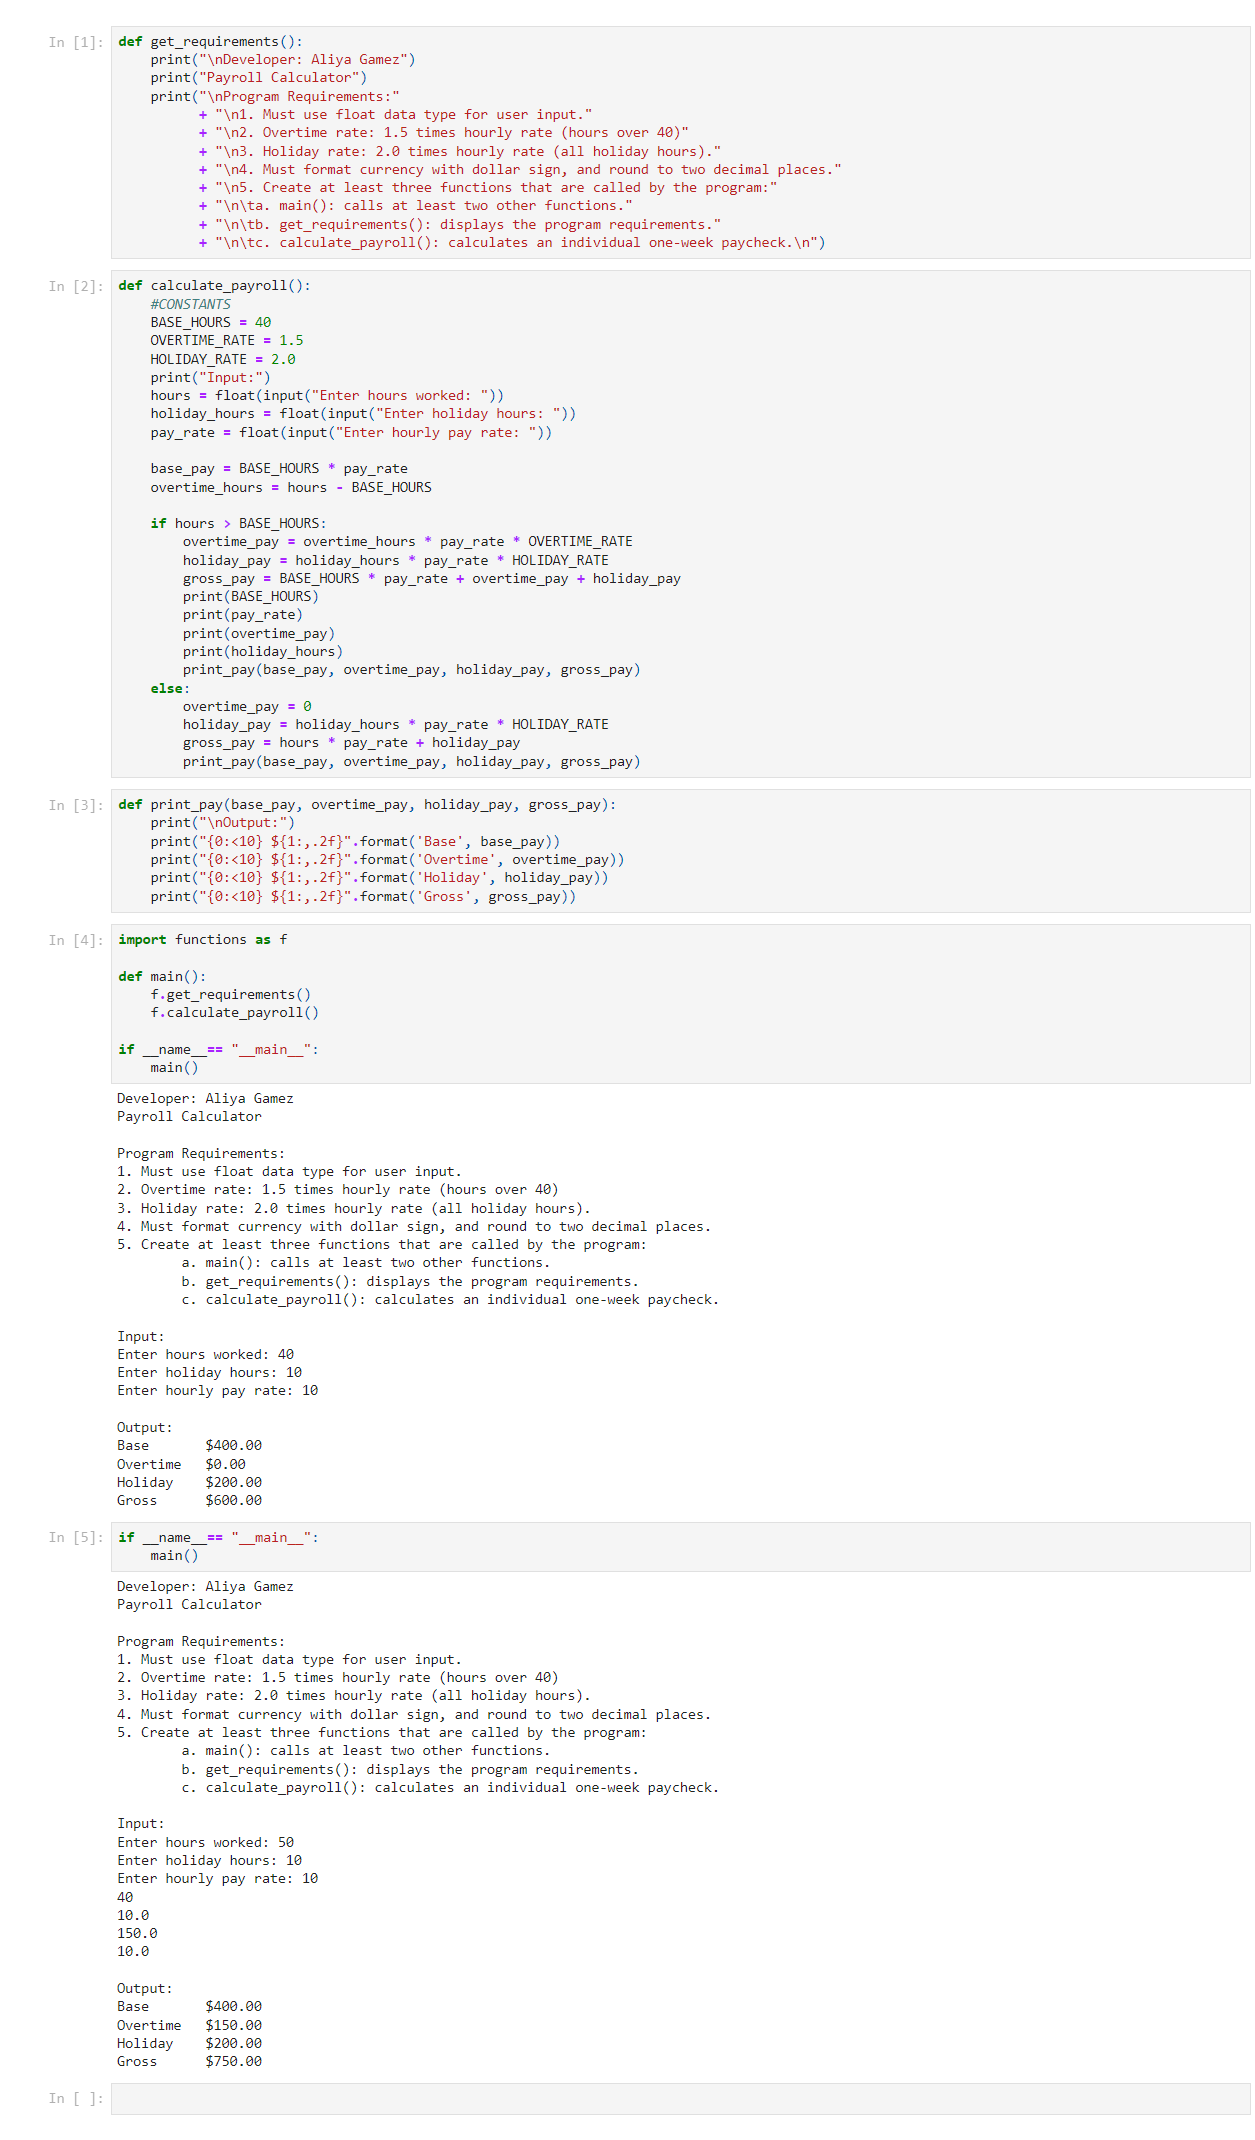 In [1]: def get_requirements():
    print("\nDeveloper: Aliya Gamez")
    print("Payroll Calculator")
    print("\nProgram Requirements:"
          + "\n1. Must use float data type for user input."
          + "\n2. Overtime rate: 1.5 times hourly rate (hours over 40)"
          + "\n3. Holiday rate: 2.0 times hourly rate (all holiday hours)."
          + "\n4. Must format currency with dollar sign, and round to two decimal places."
          + "\n5. Create at least three functions that are called by the program:"
          + "\n\ta. main(): calls at least two other functions."
          + "\n\tb. get_requirements(): displays the program requirements."
          + "\n\tc. calculate_payroll(): calculates an individual one-week paycheck.\n")
In [2]: def calculate_payroll():
    #CONSTANTS
    BASE_HOURS = 40
    OVERTIME_RATE = 1.5
    HOLIDAY_RATE = 2.0
    print("Input:")
    hours = float(input("Enter hours worked: "))
    holiday_hours = float(input("Enter holiday hours: "))
    pay_rate = float(input("Enter hourly pay rate: "))
    base_pay = BASE_HOURS * pay_rate
    overtime_hours = hours - BASE_HOURS
    if hours > BASE_HOURS:
        overtime_pay = overtime_hours * pay_rate * OVERTIME_RATE
        holiday_pay = holiday_hours * pay_rate * HOLIDAY_RATE
        gross_pay = BASE_HOURS * pay_rate + overtime_pay + holiday_pay
        print(BASE_HOURS)
        print(pay_rate)
        print(overtime_pay)
        print(holiday_hours)
        print_pay(base_pay, overtime_pay, holiday_pay, gross_pay)
    else:
        overtime_pay = 0
        holiday_pay = holiday_hours * pay_rate * HOLIDAY_RATE
        gross_pay = hours * pay_rate + holiday_pay
        print_pay(base_pay, overtime_pay, holiday_pay, gross_pay)
In [3]: def print_pay(base_pay, overtime_pay, holiday_pay, gross_pay):
    print("\nOutput:")
    print("{0:<10} ${1:,.2f}".format('Base', base_pay))
    print("{0:<10} ${1:,.2f}".format('Overtime', overtime_pay))
    print("{0:<10} ${1:,.2f}".format('Holiday', holiday_pay))
    print("{0:<10} ${1:,.2f}".format('Gross', gross_pay))
In [4]: import functions as f
def main():
    f.get_requirements()
    f.calculate_payroll()
if __name__== "__main__":
    main()
Developer: Aliya Gamez
Payroll Calculator
Program Requirements:
1. Must use float data type for user input.
2. Overtime rate: 1.5 times hourly rate (hours over 40)
3. Holiday rate: 2.0 times hourly rate (all holiday hours).
4. Must format currency with dollar sign, and round to two decimal places.
5. Create at least three functions that are called by the program:
        a. main(): calls at least two other functions.
        b. get_requirements(): displays the program requirements.
        c. calculate_payroll(): calculates an individual one-week paycheck.
Input:
Enter hours worked: 40
Enter holiday hours: 10
Enter hourly pay rate: 10
Output:
Base       $400.00
Overtime   $0.00
Holiday    $200.00
Gross      $600.00
In [5]: if __name__== "__main__":
    main()
Developer: Aliya Gamez
Payroll Calculator
Program Requirements:
1. Must use float data type for user input.
2. Overtime rate: 1.5 times hourly rate (hours over 40)
3. Holiday rate: 2.0 times hourly rate (all holiday hours).
4. Must format currency with dollar sign, and round to two decimal places.
5. Create at least three functions that are called by the program:
        a. main(): calls at least two other functions.
        b. get_requirements(): displays the program requirements.
        c. calculate_payroll(): calculates an individual one-week paycheck.
Input:
Enter hours worked: 50
Enter holiday hours: 10
Enter hourly pay rate: 10
40
10.0
150.0
10.0
Output:
Base       $400.00
Overtime   $150.00
Holiday    $200.00
Gross      $750.00
In [ ]: